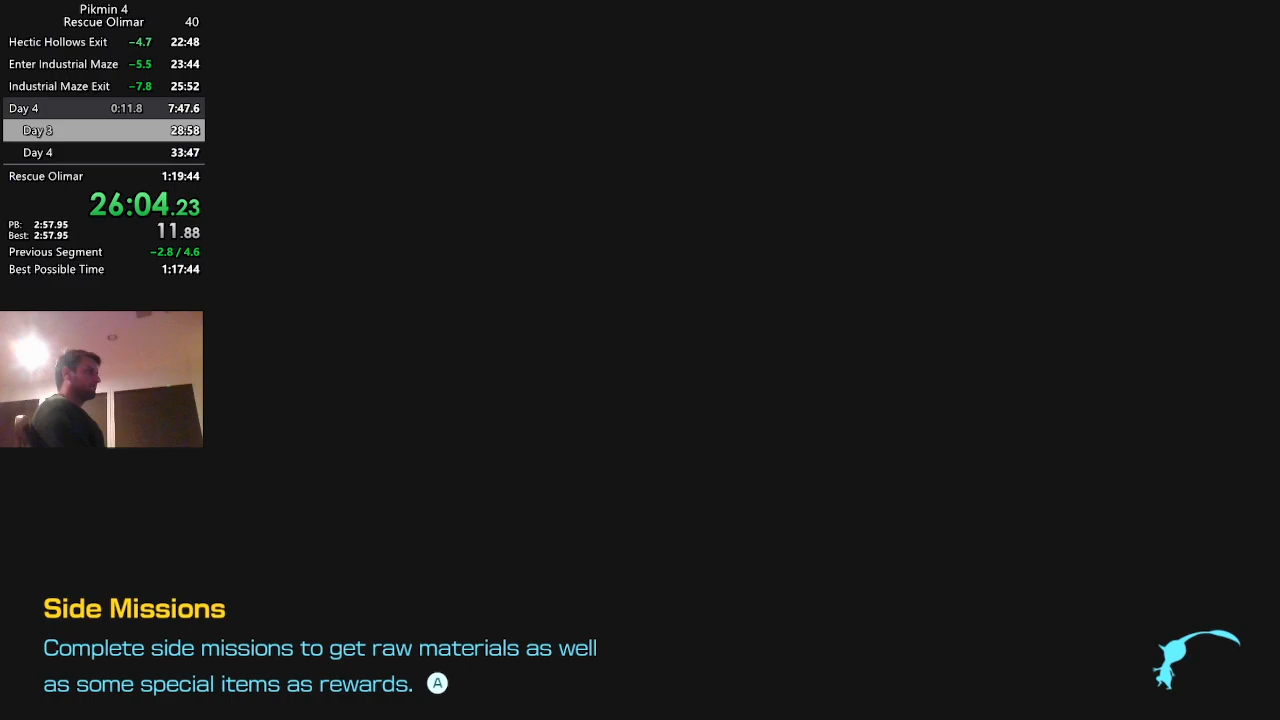 Pikmin 4
Rescue Olimar 40
Hectic Hollows Exit -4.7 22:48
Enter Industrial Maze -5.5 23:44
Industrial Maze Exit -7.8 25:52
Day 4 0:11.8 7:47.6
Day 3 28:58
Day 4 33:47
Rescue Olimar 1:19:44
26:04.23
PB: 2:57.95
Best: 2:57.95
11.88
Previous Segment -2.8 / 4.6
Best Possible Time 1:17:44
Side Missions
Complete side missions to get raw materials as well
as some special items as rewards. A